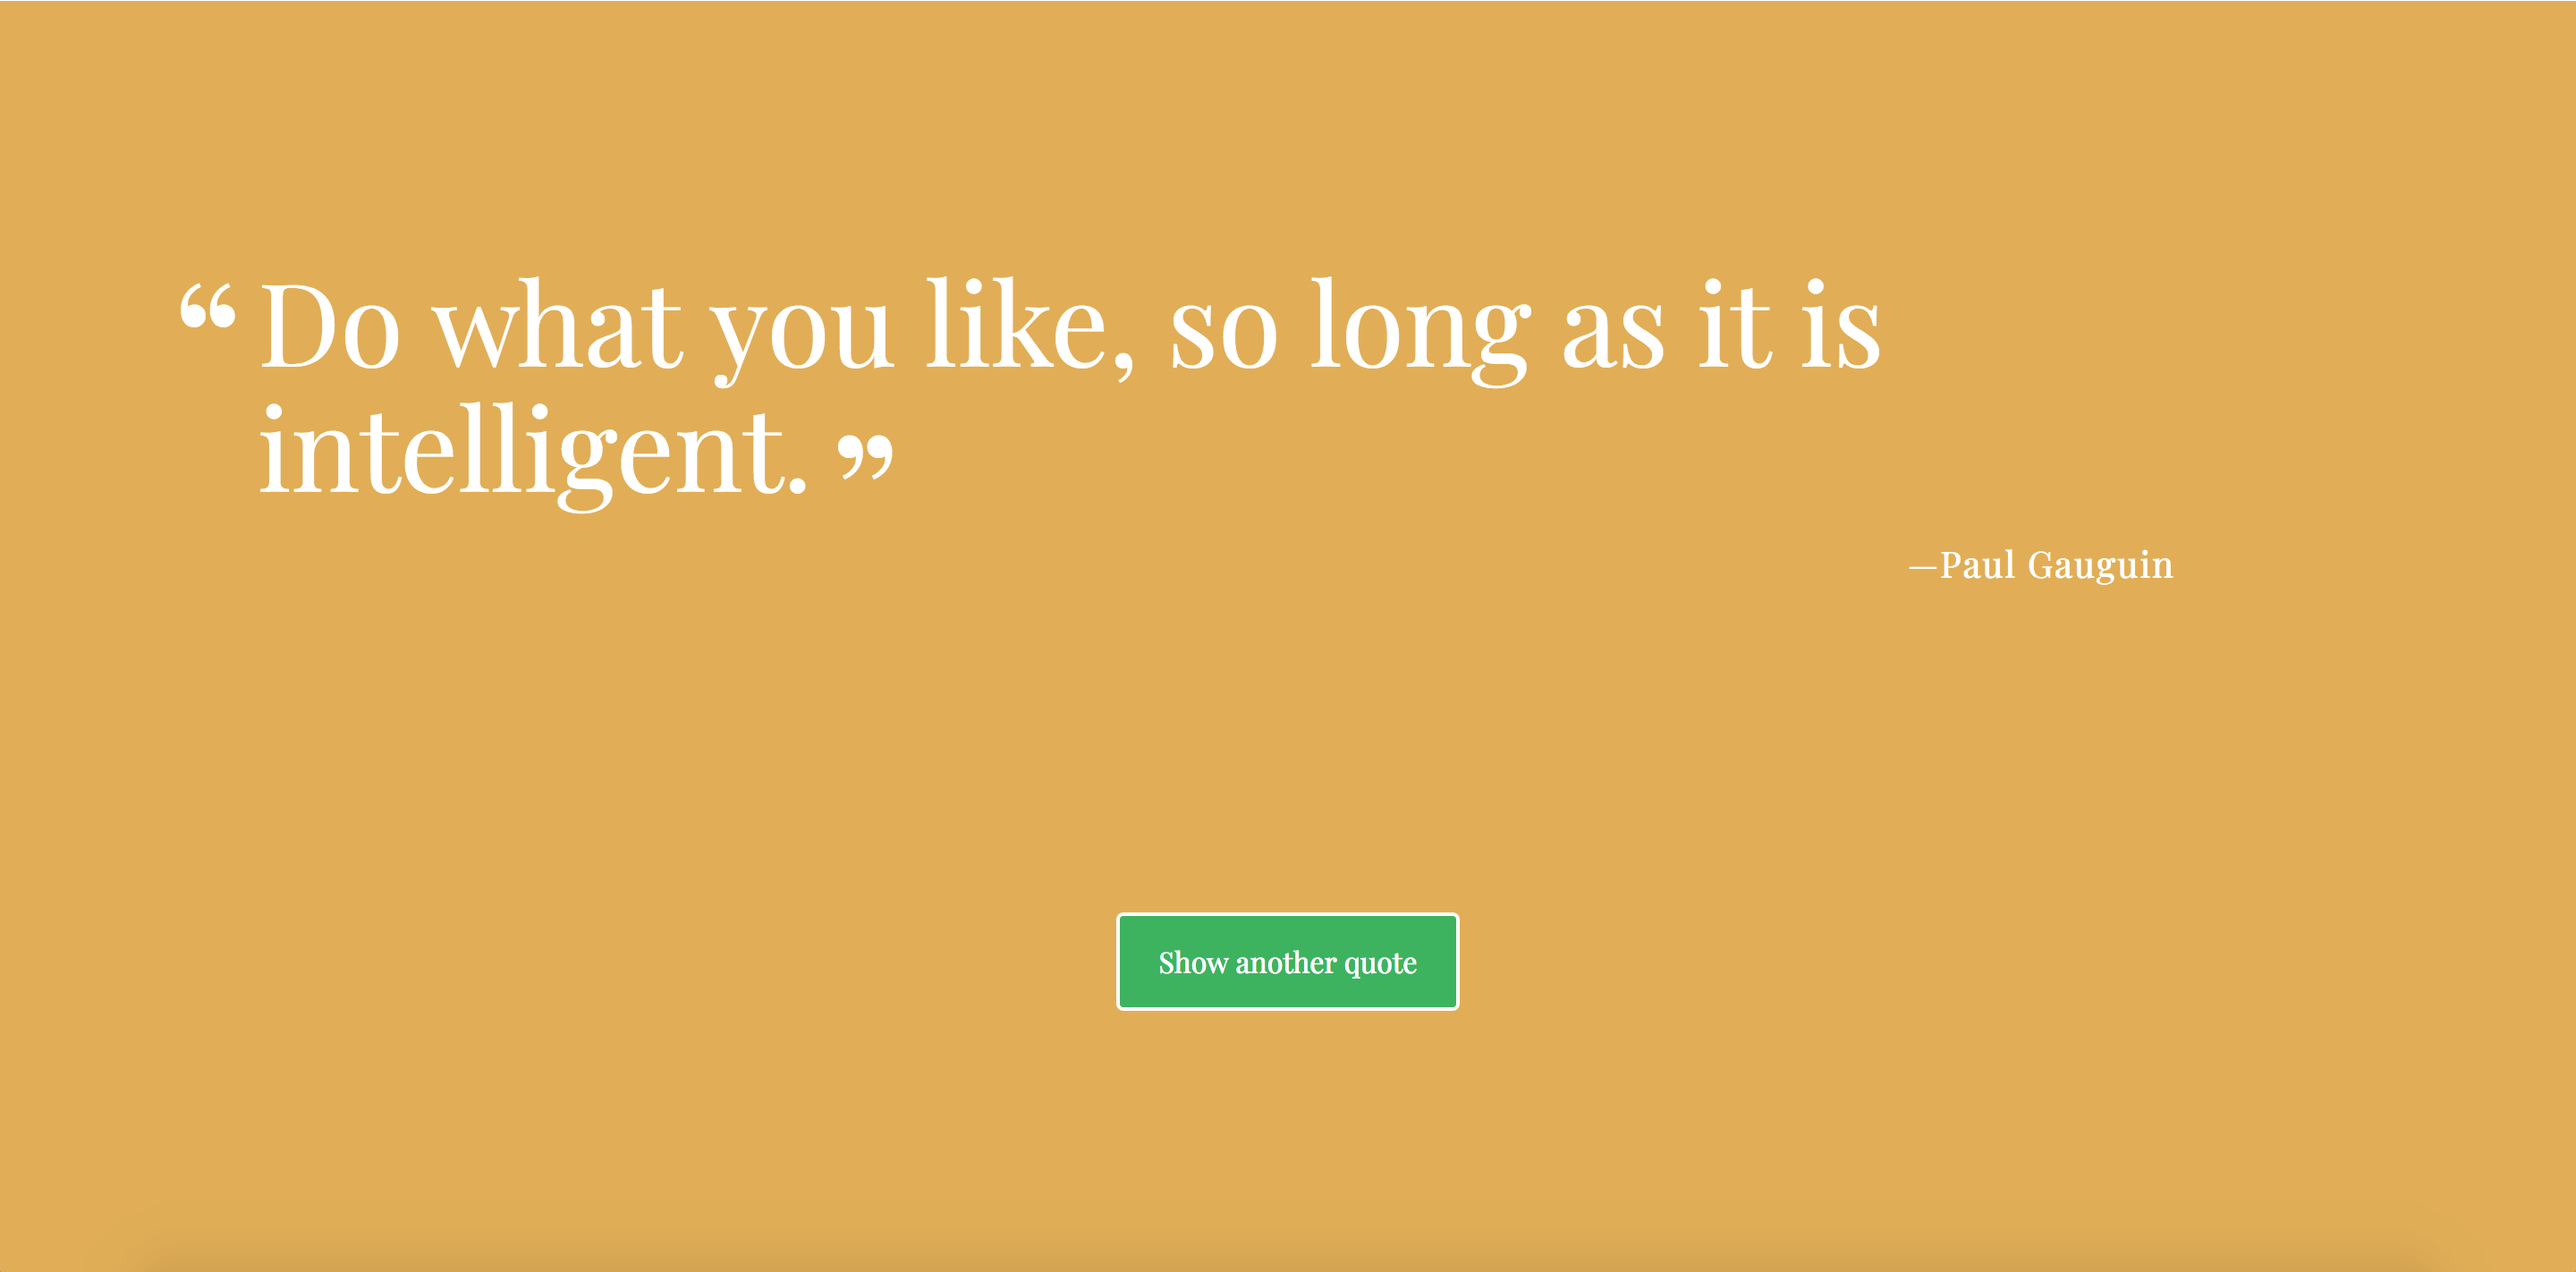 “ Do what you like, so long as it is
intelligent. ”
—Paul Gauguin
Show another quote